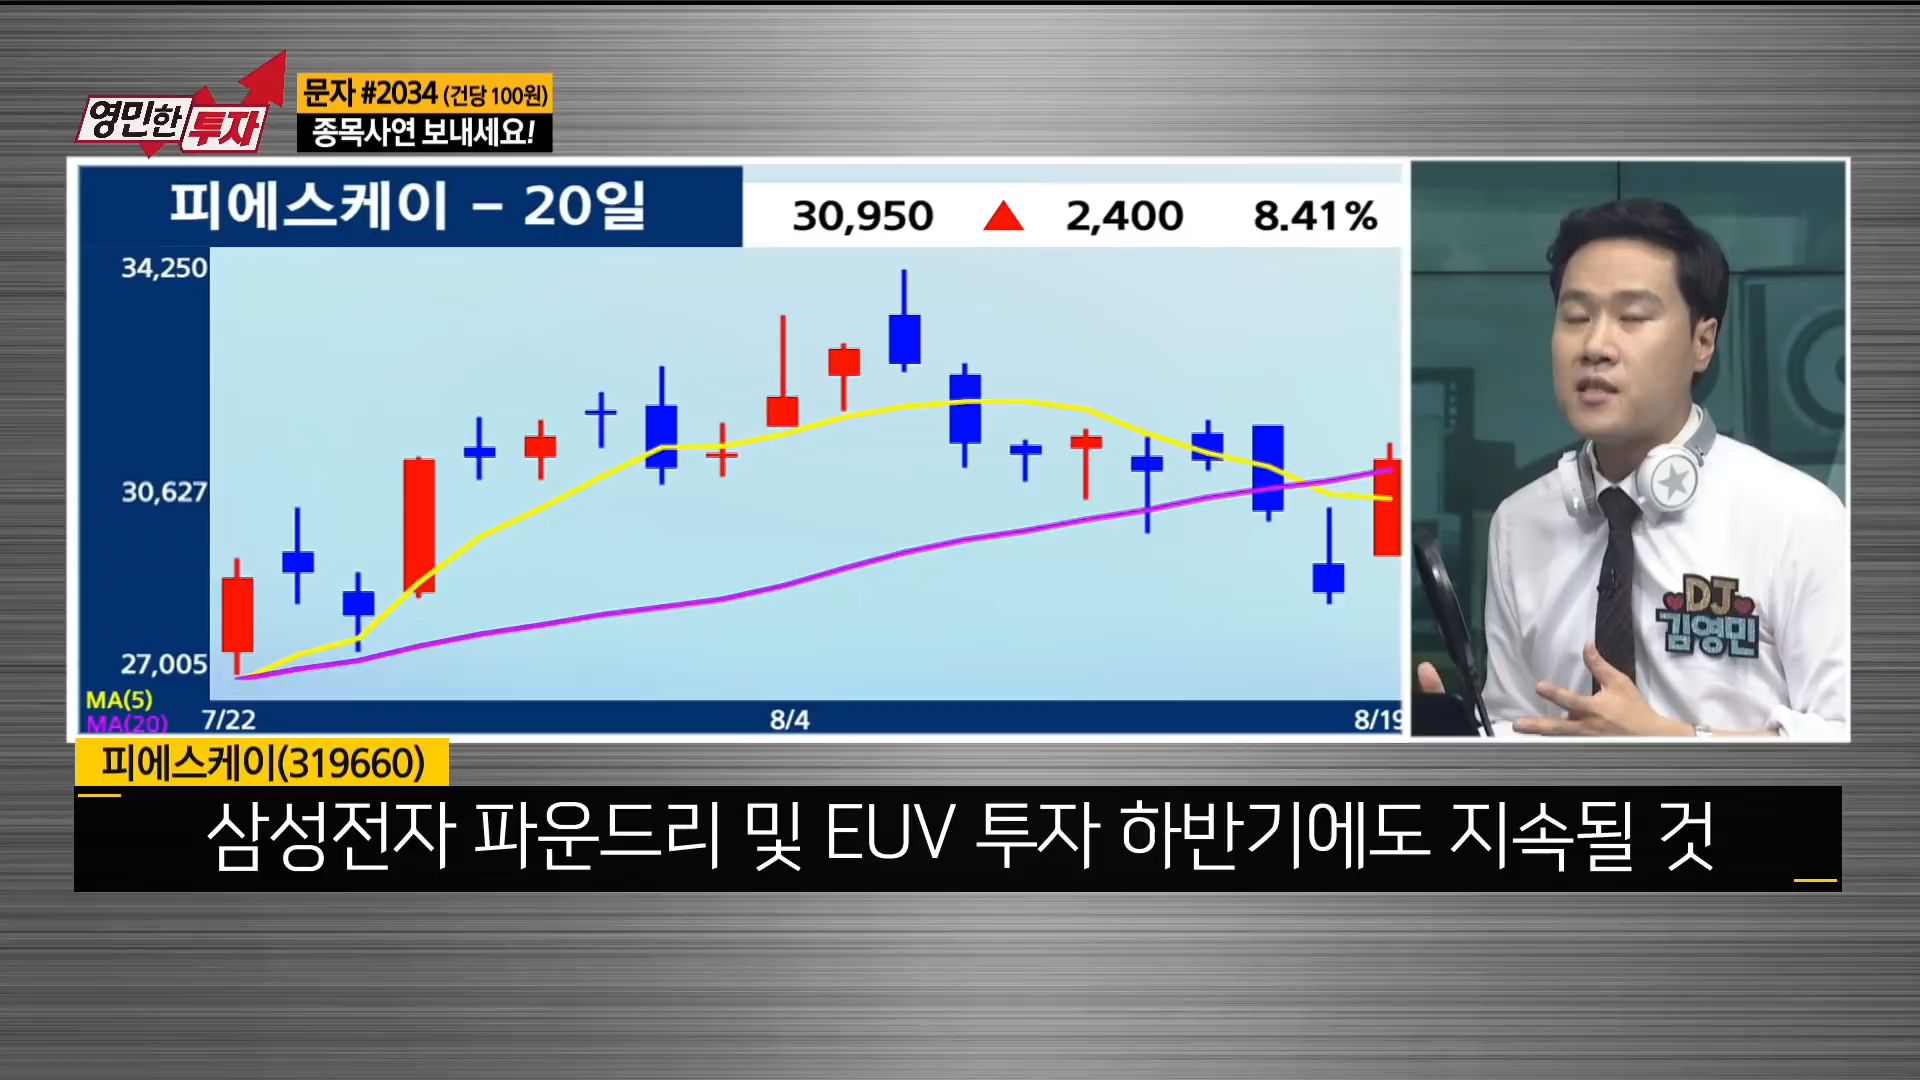 영민한 투자
문자 #2034 (건당 100원)
종목사연 보내세요!
피에스케이 - 20일
30,950 ▲ 2,400 8.41%
34,250
30,627
27,005
MA(5)
MA(20)
7/22 8/4 8/19
DJ
김영민
피에스케이(319660)
삼성전자 파운드리 및 EUV 투자 하반기에도 지속될 것